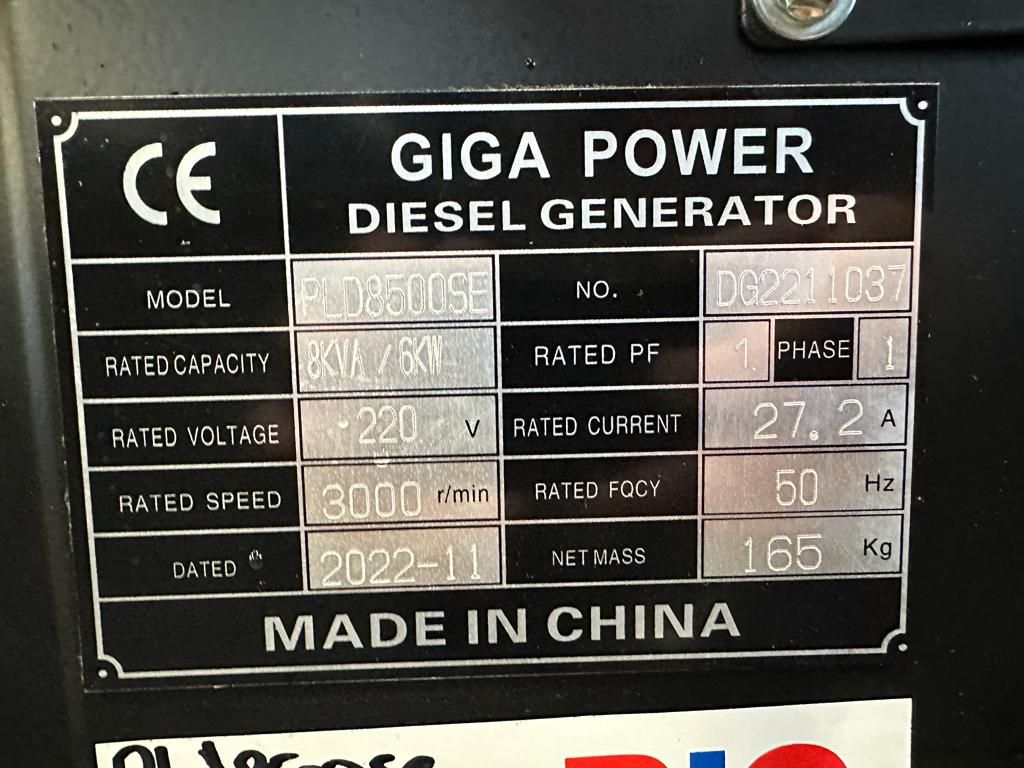 CE
GIGA POWER
DIESEL GENERATOR
MODEL PLD8500SE NO. DG2211037
RATED CAPACITY 8KVA / 6KW RATED PF 1 PHASE 1
RATED VOLTAGE 220 V RATED CURRENT 27.2 A
RATED SPEED 3000 r/min RATED FQCY 50 Hz
DATED 2022-11 NET MASS 165 Kg
MADE IN CHINA